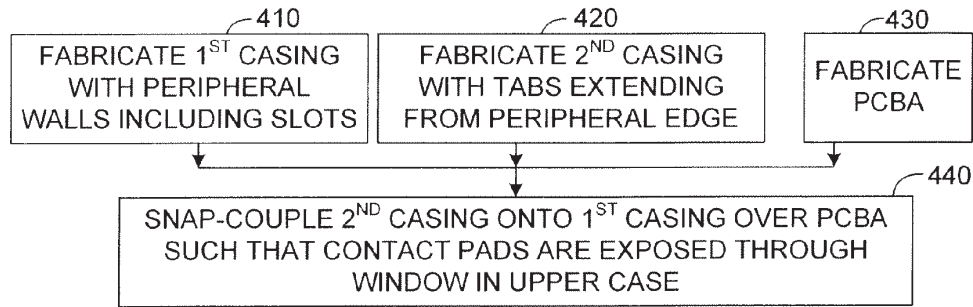 410
FABRICATE 1ST CASING
WITH PERIPHERAL
WALLS INCLUDING SLOTS
420
FABRICATE 2ND CASING
WITH TABS EXTENDING
FROM PERIPHERAL EDGE
430
FABRICATE
PCBA
440
SNAP-COUPLE 2ND CASING ONTO 1ST CASING OVER PCBA
SUCH THAT CONTACT PADS ARE EXPOSED THROUGH
WINDOW IN UPPER CASE